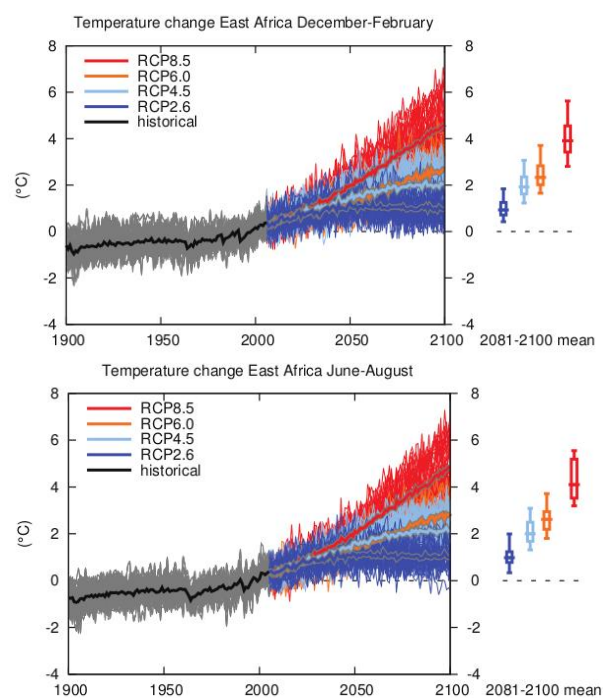 Temperature change East Africa December-February
8 8
RCP8.5
RCP6.0
6 6
RCP4.5
RCP2.6
historical
4 4
(°C)
2 2
0 0
-2 -2
-4 -4
1900 1950 2000 2050 2100 2081-2100 mean
Temperature change East Africa June-August
8 8
RCP8.5
RCP6.0
6 6
RCP4.5
RCP2.6
historical
4 4
(°C)
2 2
0 0
-2 -2
-4 -4
1900 1950 2000 2050 2100 2081-2100 mean